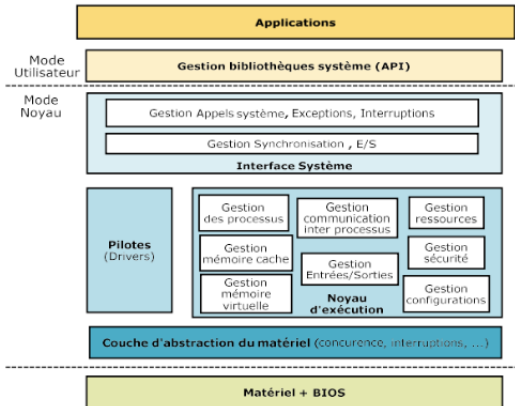 Applications
Mode
Utilisateur
Gestion bibliothèques système (API)
Mode
Noyau
Gestion Appels système, Exceptions, Interruptions
Gestion Synchronisation , E/S
Interface Système
Pilotes
(Drivers)
Gestion
des processus
Gestion
communication
inter processus
Gestion
ressources
Gestion
mémoire cache
Gestion
Entrées/Sorties
Gestion
sécurité
Gestion
mémoire
virtuelle
Noyau
d'exécution
Gestion
configurations
Couche d'abstraction du matériel (concurence, interruptions, ...)
Matériel + BIOS